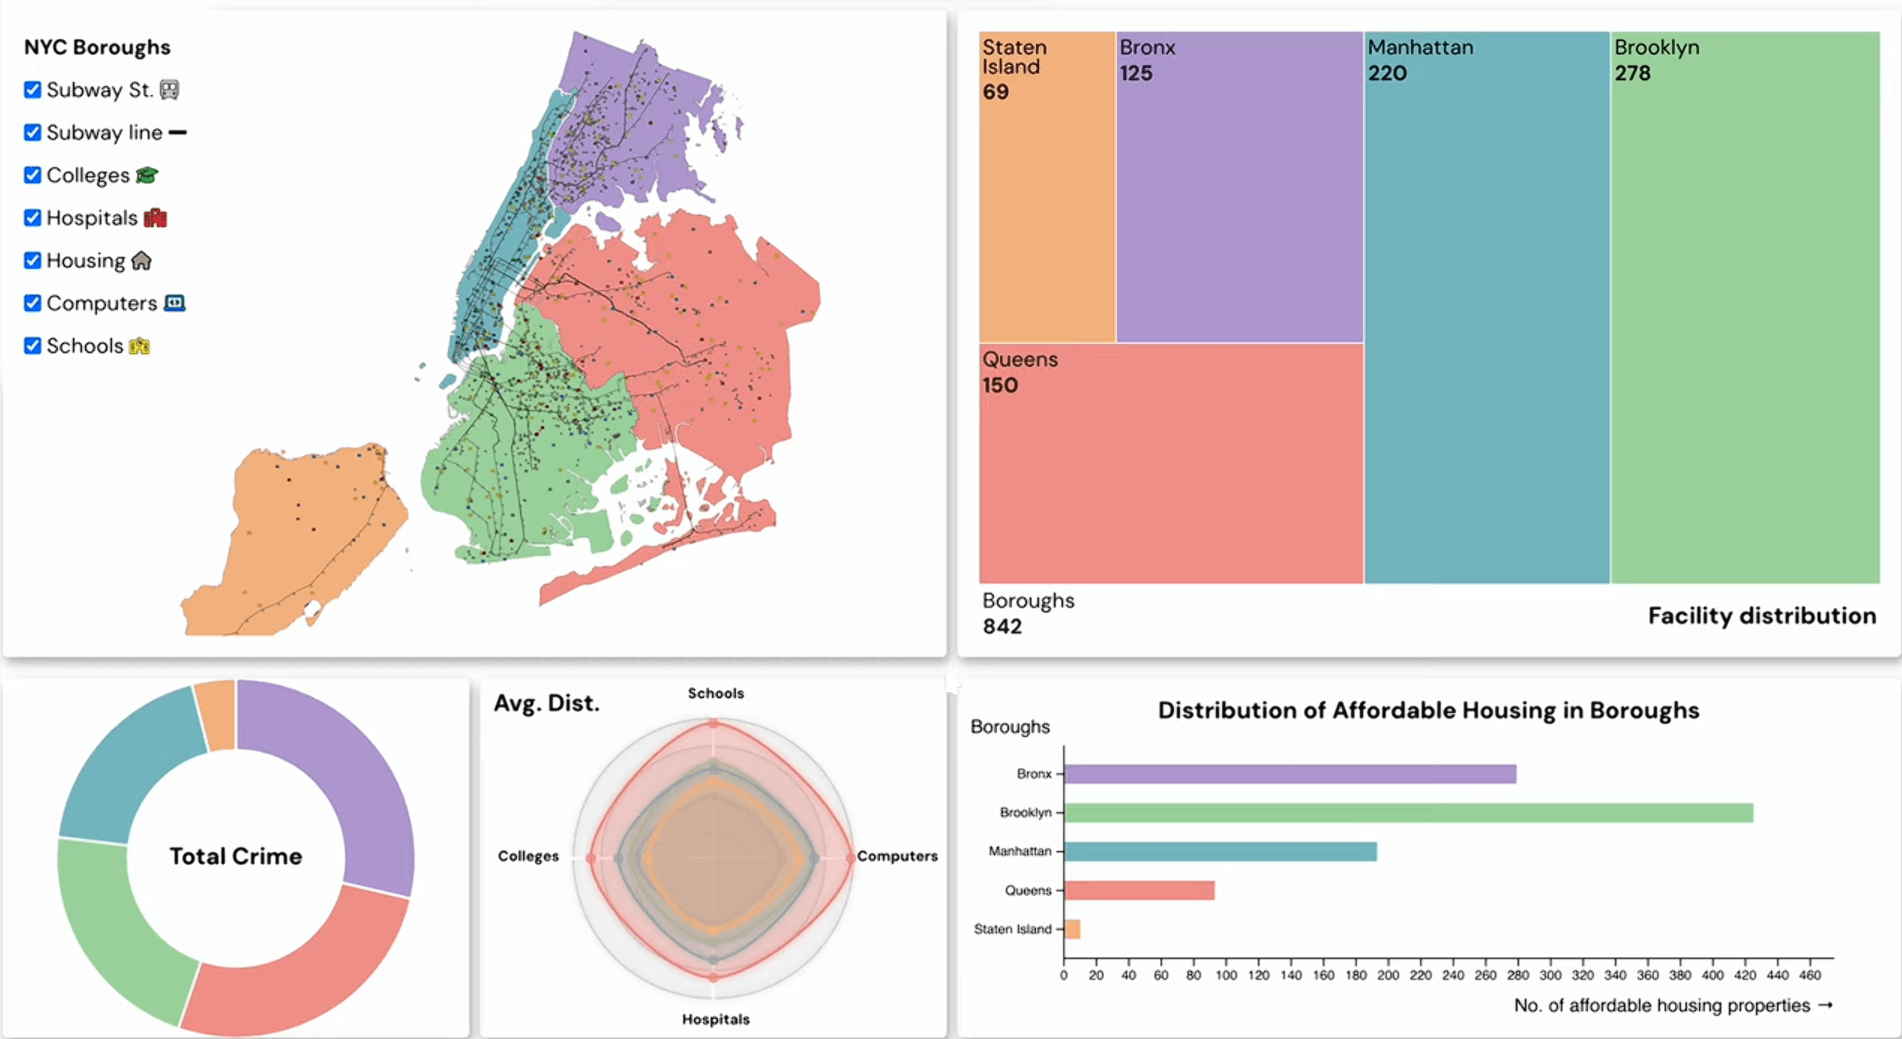 NYC Boroughs
Subway St.
Subway line
Colleges
Hospitals
Housing
Computers
Schools
Staten
Island
69
Bronx
125
Manhattan
220
Brooklyn
278
Queens
150
Boroughs
842
Facility distribution
Total Crime
Avg. Dist.
Schools
Colleges
Computers
Hospitals
Distribution of Affordable Housing in Boroughs
Boroughs
Bronx
Brooklyn
Manhattan
Queens
Staten Island
0 20 40 60 80 100 120 140 160 180 200 220 240 260 280 300 320 340 360 380 400 420 440 460
No. of affordable housing properties →